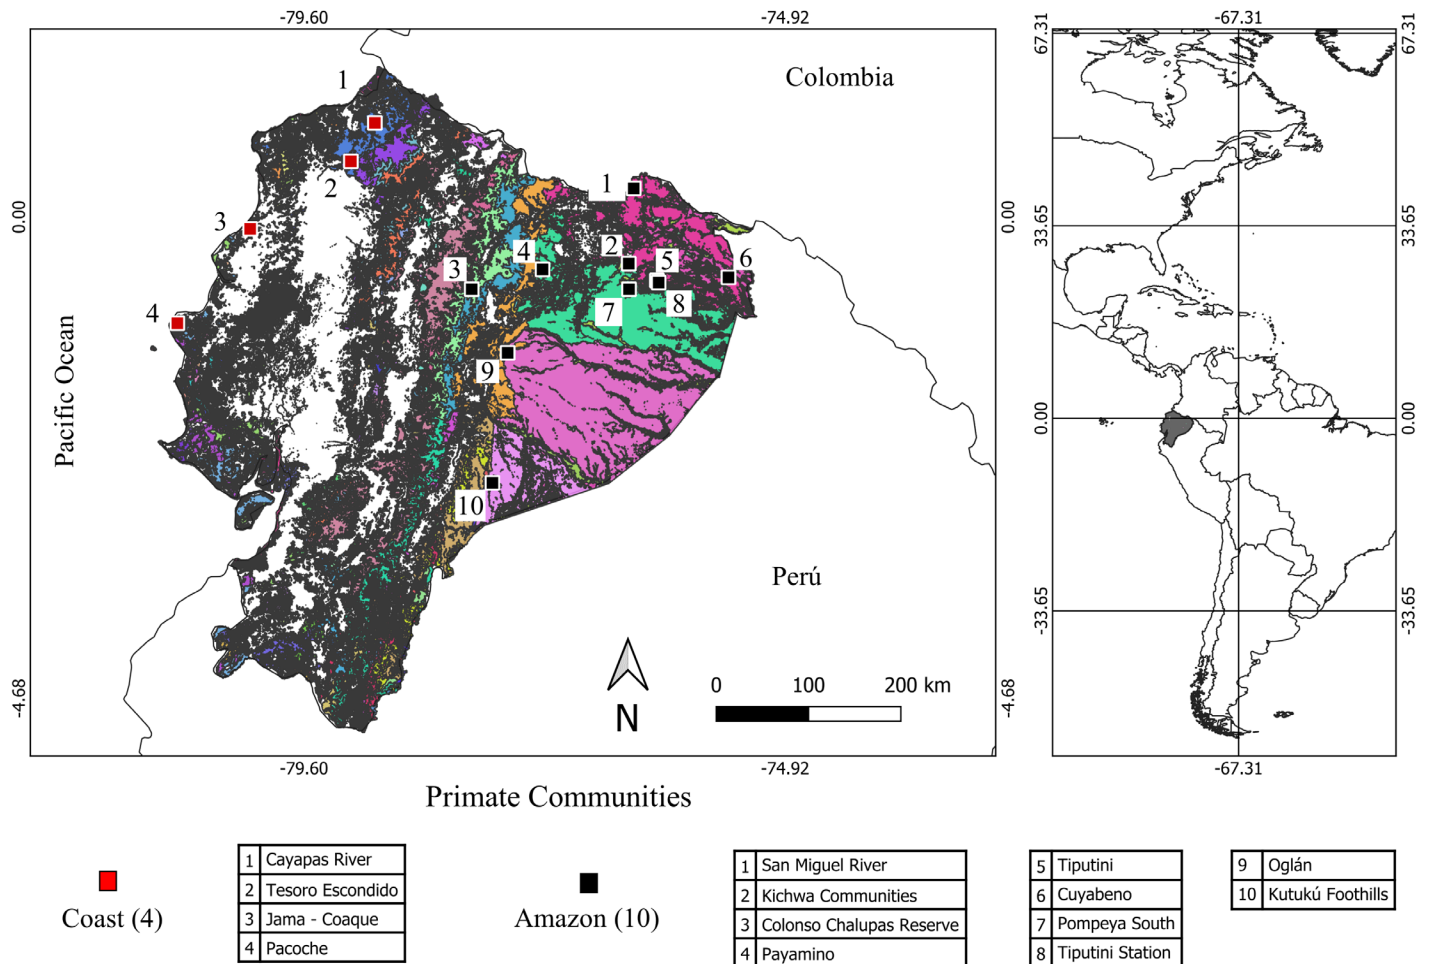 -79.60
-74.92
-67.31
67.31
67.31
Colombia
1
2
3
4
1
2
3
4
5
6
7
8
9
10
0.00
0.00
33.65
33.65
Pacific Ocean
0.00
0.00
Perú
-33.65
-33.65
N
0 100 200 km
-4.68
-4.68
-79.60
-74.92
-67.31
Primate Communities
Coast (4)
1 Cayapas River
2 Tesoro Escondido
3 Jama - Coaque
4 Pacoche
Amazon (10)
1 San Miguel River
2 Kichwa Communities
3 Colonso Chalupas Reserve
4 Payamino
5 Tiputini
6 Cuyabeno
7 Pompeya South
8 Tiputini Station
9 Oglán
10 Kutukú Foothills